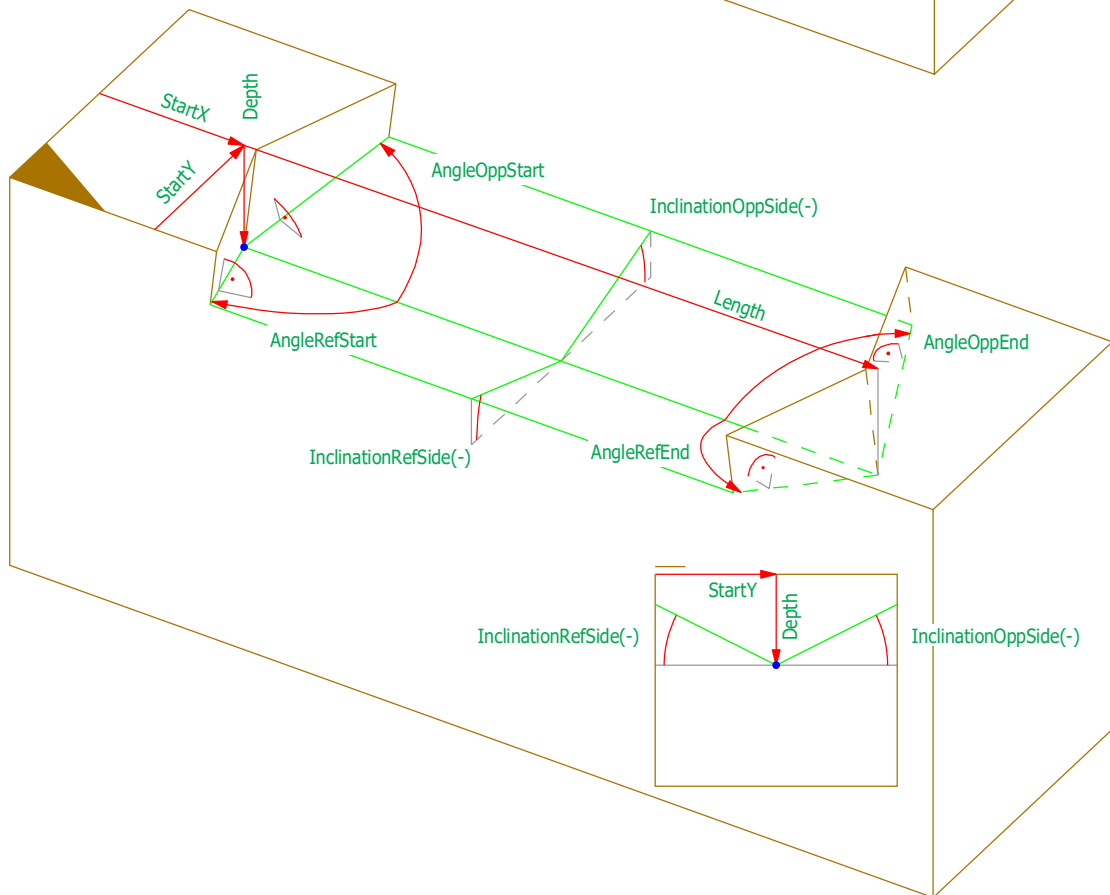 StartX
Depth
StartY
AngleOppStart
InclinationOppSide(-)
Length
AngleRefStart
AngleOppEnd
InclinationRefSide(-)
AngleRefEnd
StartY
Depth
InclinationRefSide(-)
InclinationOppSide(-)